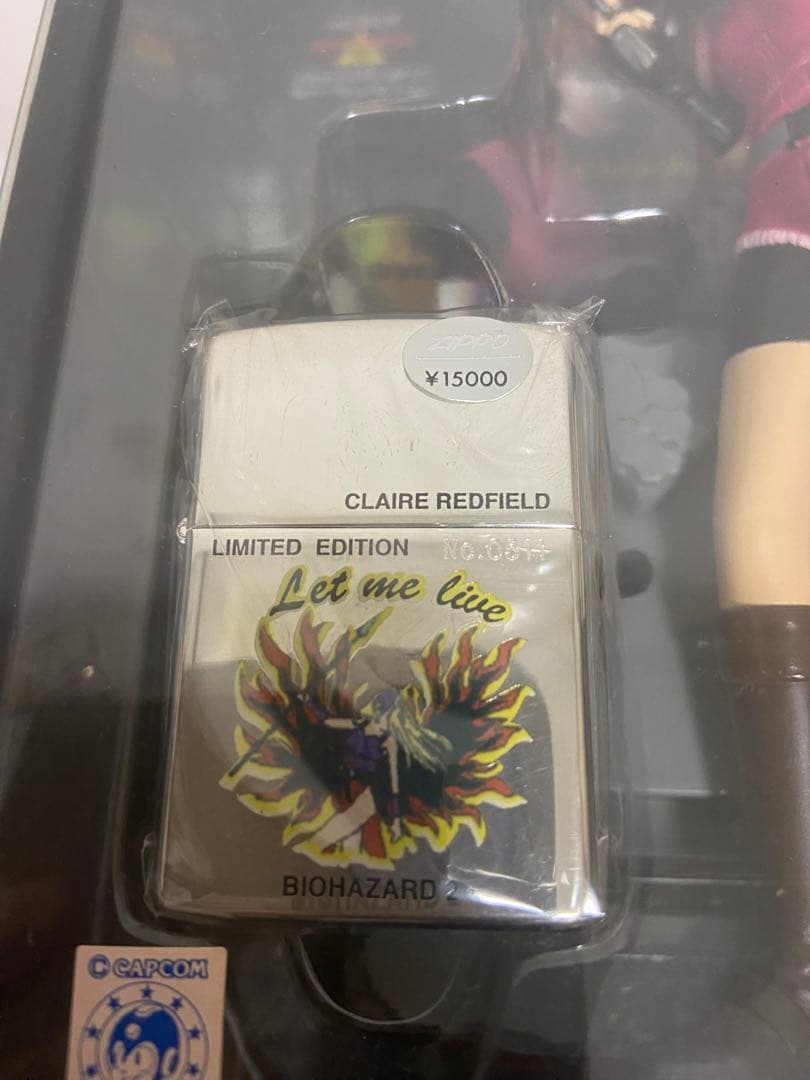 ZIPPO
¥15000
CLAIRE REDFIELD
LIMITED EDITION
Let me live
BIOHAZARD 2
© CAPCOM